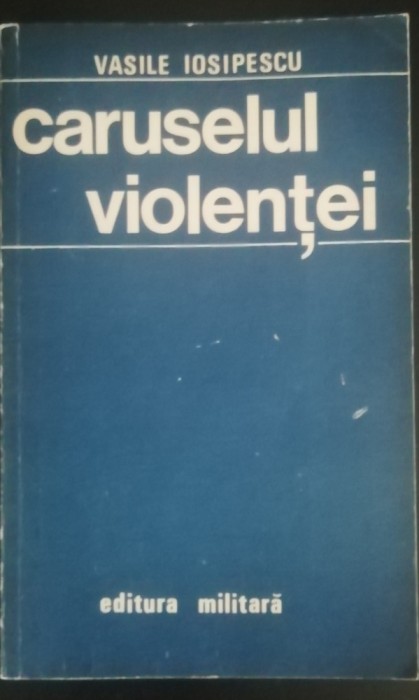 VASILE IOSIPESCU
caruselul
violenței
editura militară